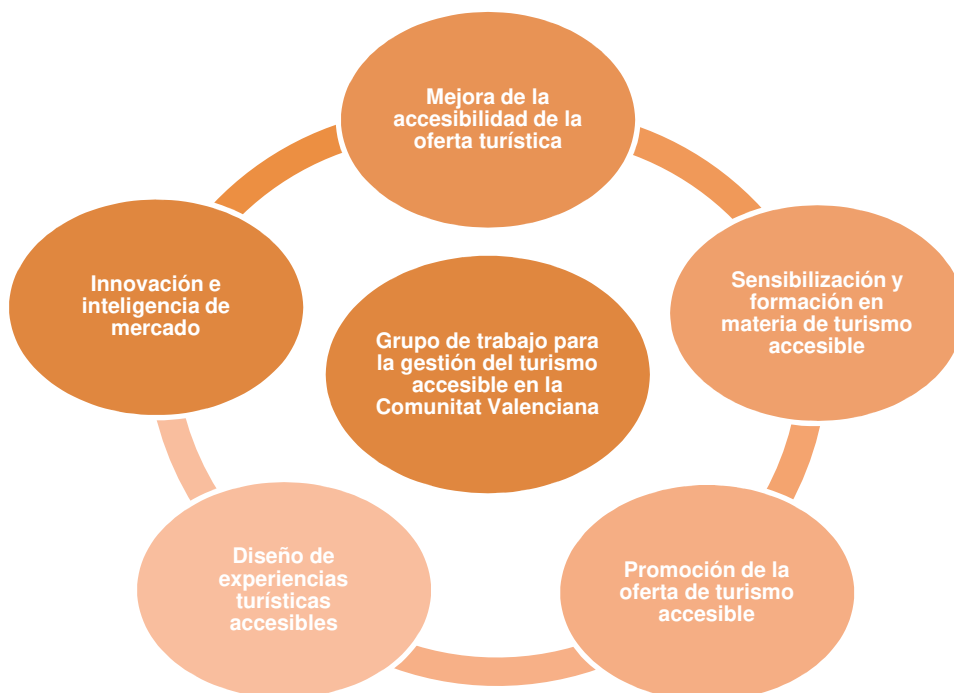 Mejora de la
accesibilidad de la
oferta turística
Innovación e
inteligencia de
mercado
Sensibilización y
formación en
materia de turismo
accesible
Grupo de trabajo para
la gestión del turismo
accesible en la
Comunitat Valenciana
Diseño de
experiencias
turísticas
accesibles
Promoción de la
oferta de turismo
accesible